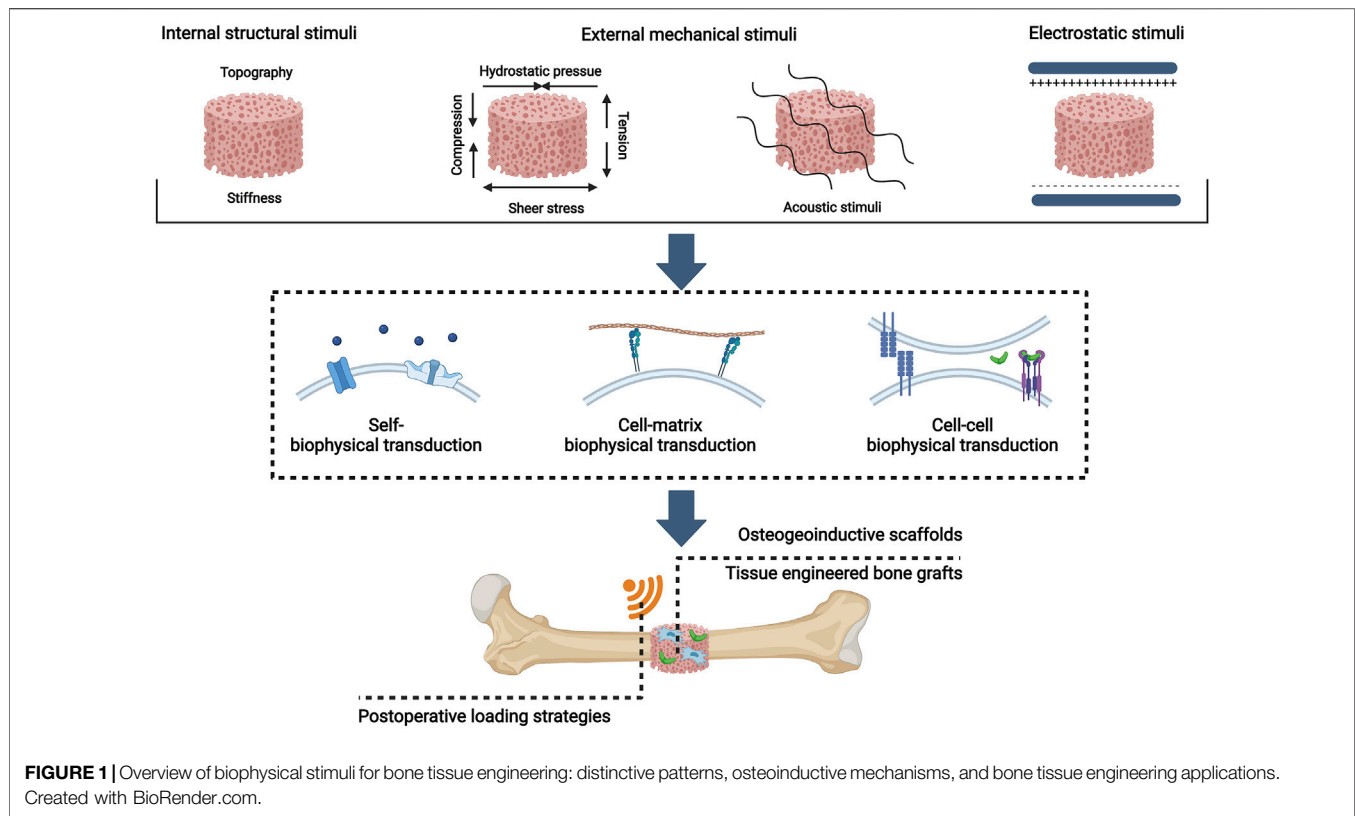 Internal structural stimuli
External mechanical stimuli
Electrostatic stimuli
Topography
Stiffness
Hydrostatic pressue
Compression
Tension
Sheer stress
Acoustic stimuli
++++++++++++++++++
------------------
Self-
biophysical transduction
Cell-matrix
biophysical transduction
Cell-cell
biophysical transduction
Osteogeoinductive scaffolds
Tissue engineered bone grafts
Postoperative loading strategies
FIGURE 1 | Overview of biophysical stimuli for bone tissue engineering: distinctive patterns, osteoinductive mechanisms, and bone tissue engineering applications.
Created with BioRender.com.